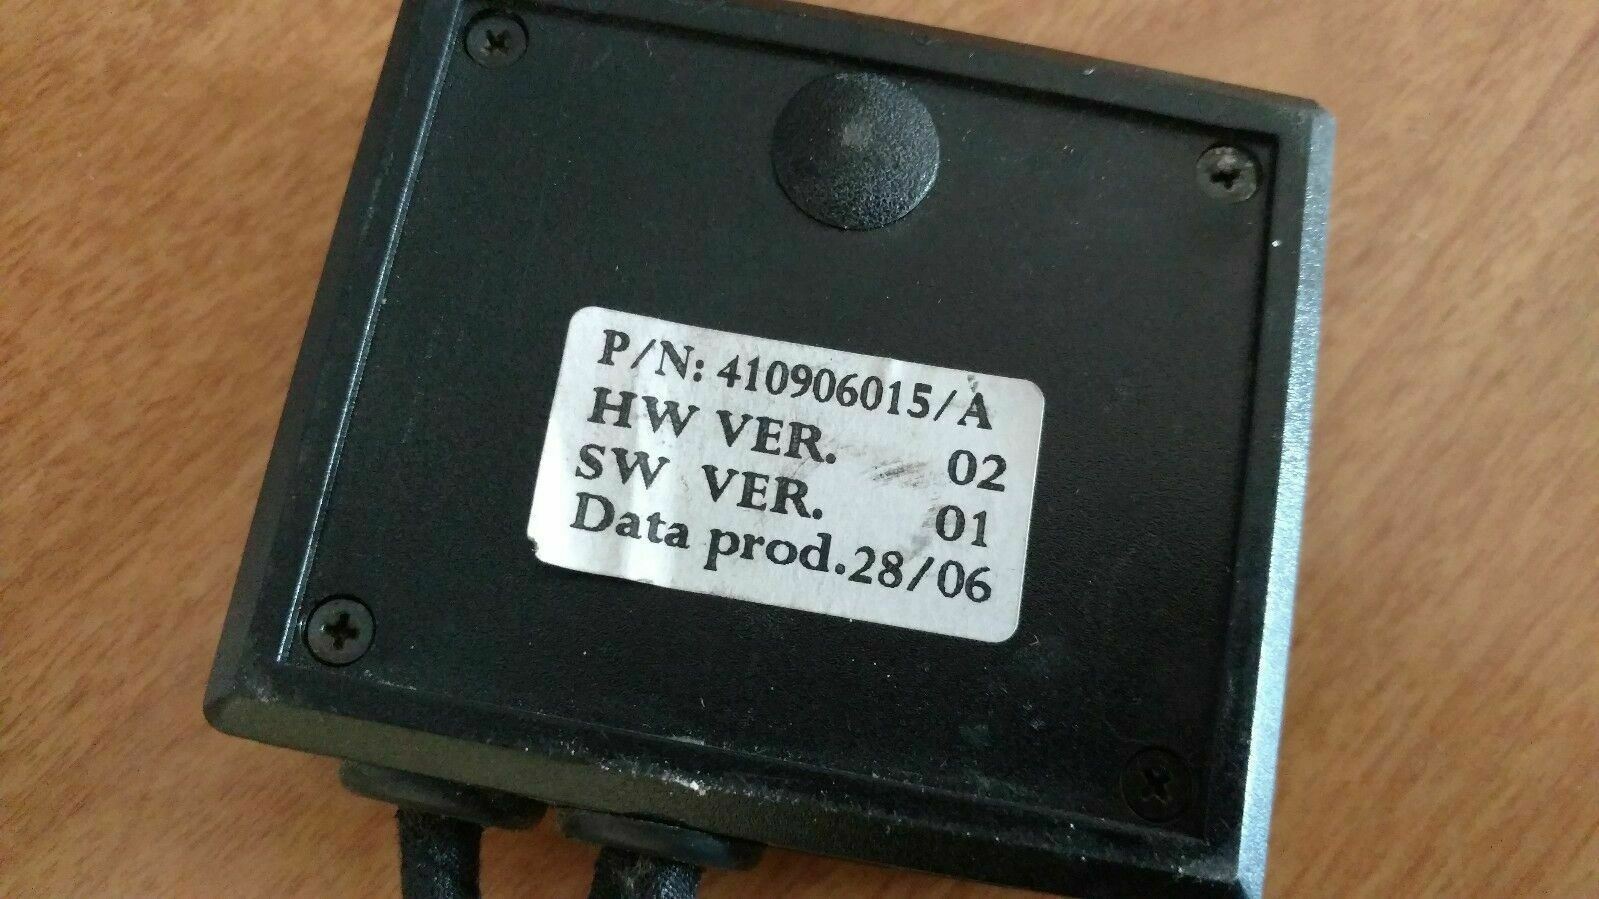 P/N: 410906015/A
HW VER. 02
SW VER. 01
Data prod. 28/06